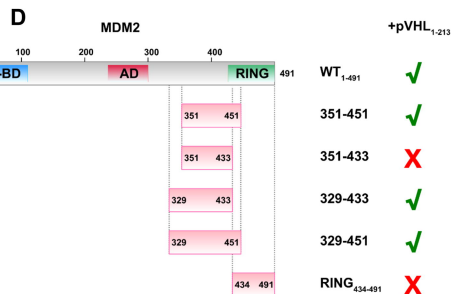 D
MDM2 +pVHL1-213
100 200 300 400
-BD AD RING 491 WT1-491 √
351 451 351-451 √
351 433 351-433 X
329 433 329-433 √
329 451 329-451 √
434 491 RING434-491 X